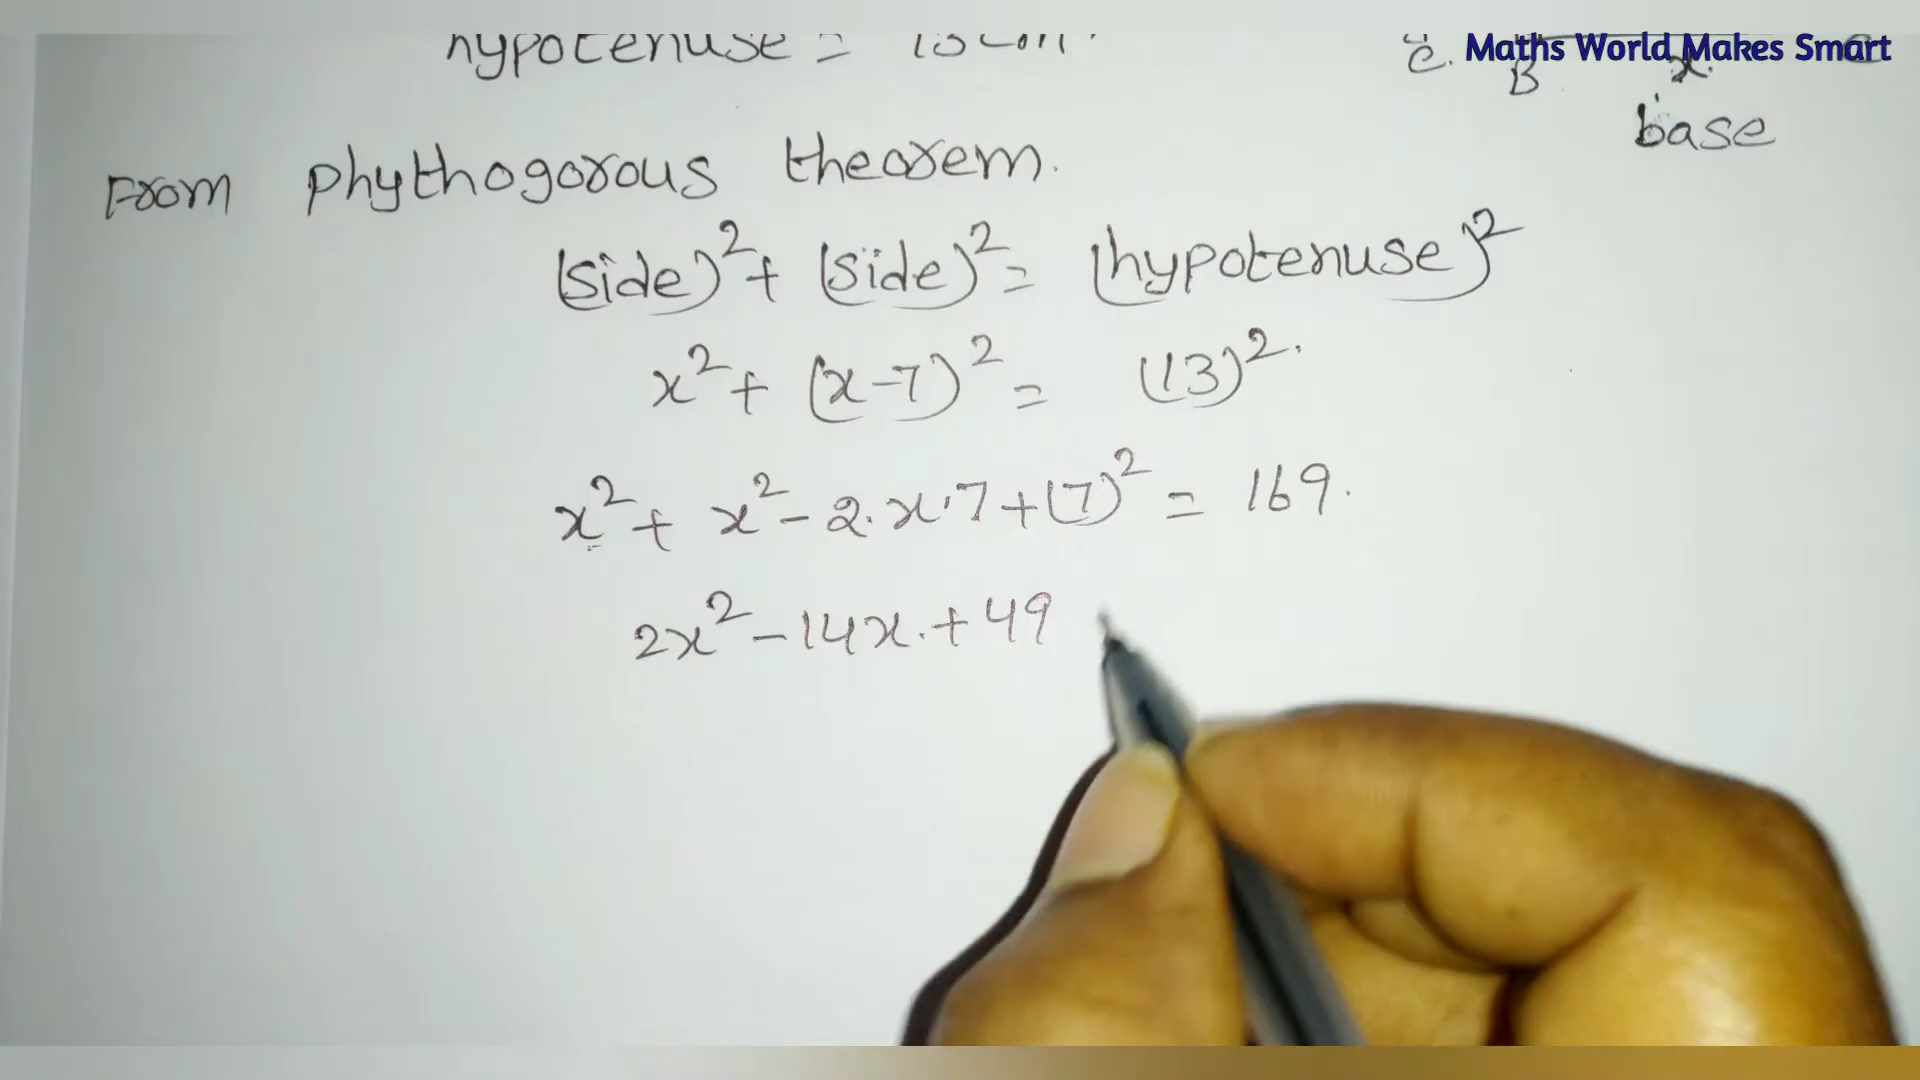 hypotenuse = 13cm.
Maths World Makes Smart
B
x
base
From phythogorous theorem.
(side)² + (side)² = (hypotenuse)²
x² + (x-7)² = (13)².
x² + x² - 2.x.7 + (7)² = 169.
2x² - 14x. + 49